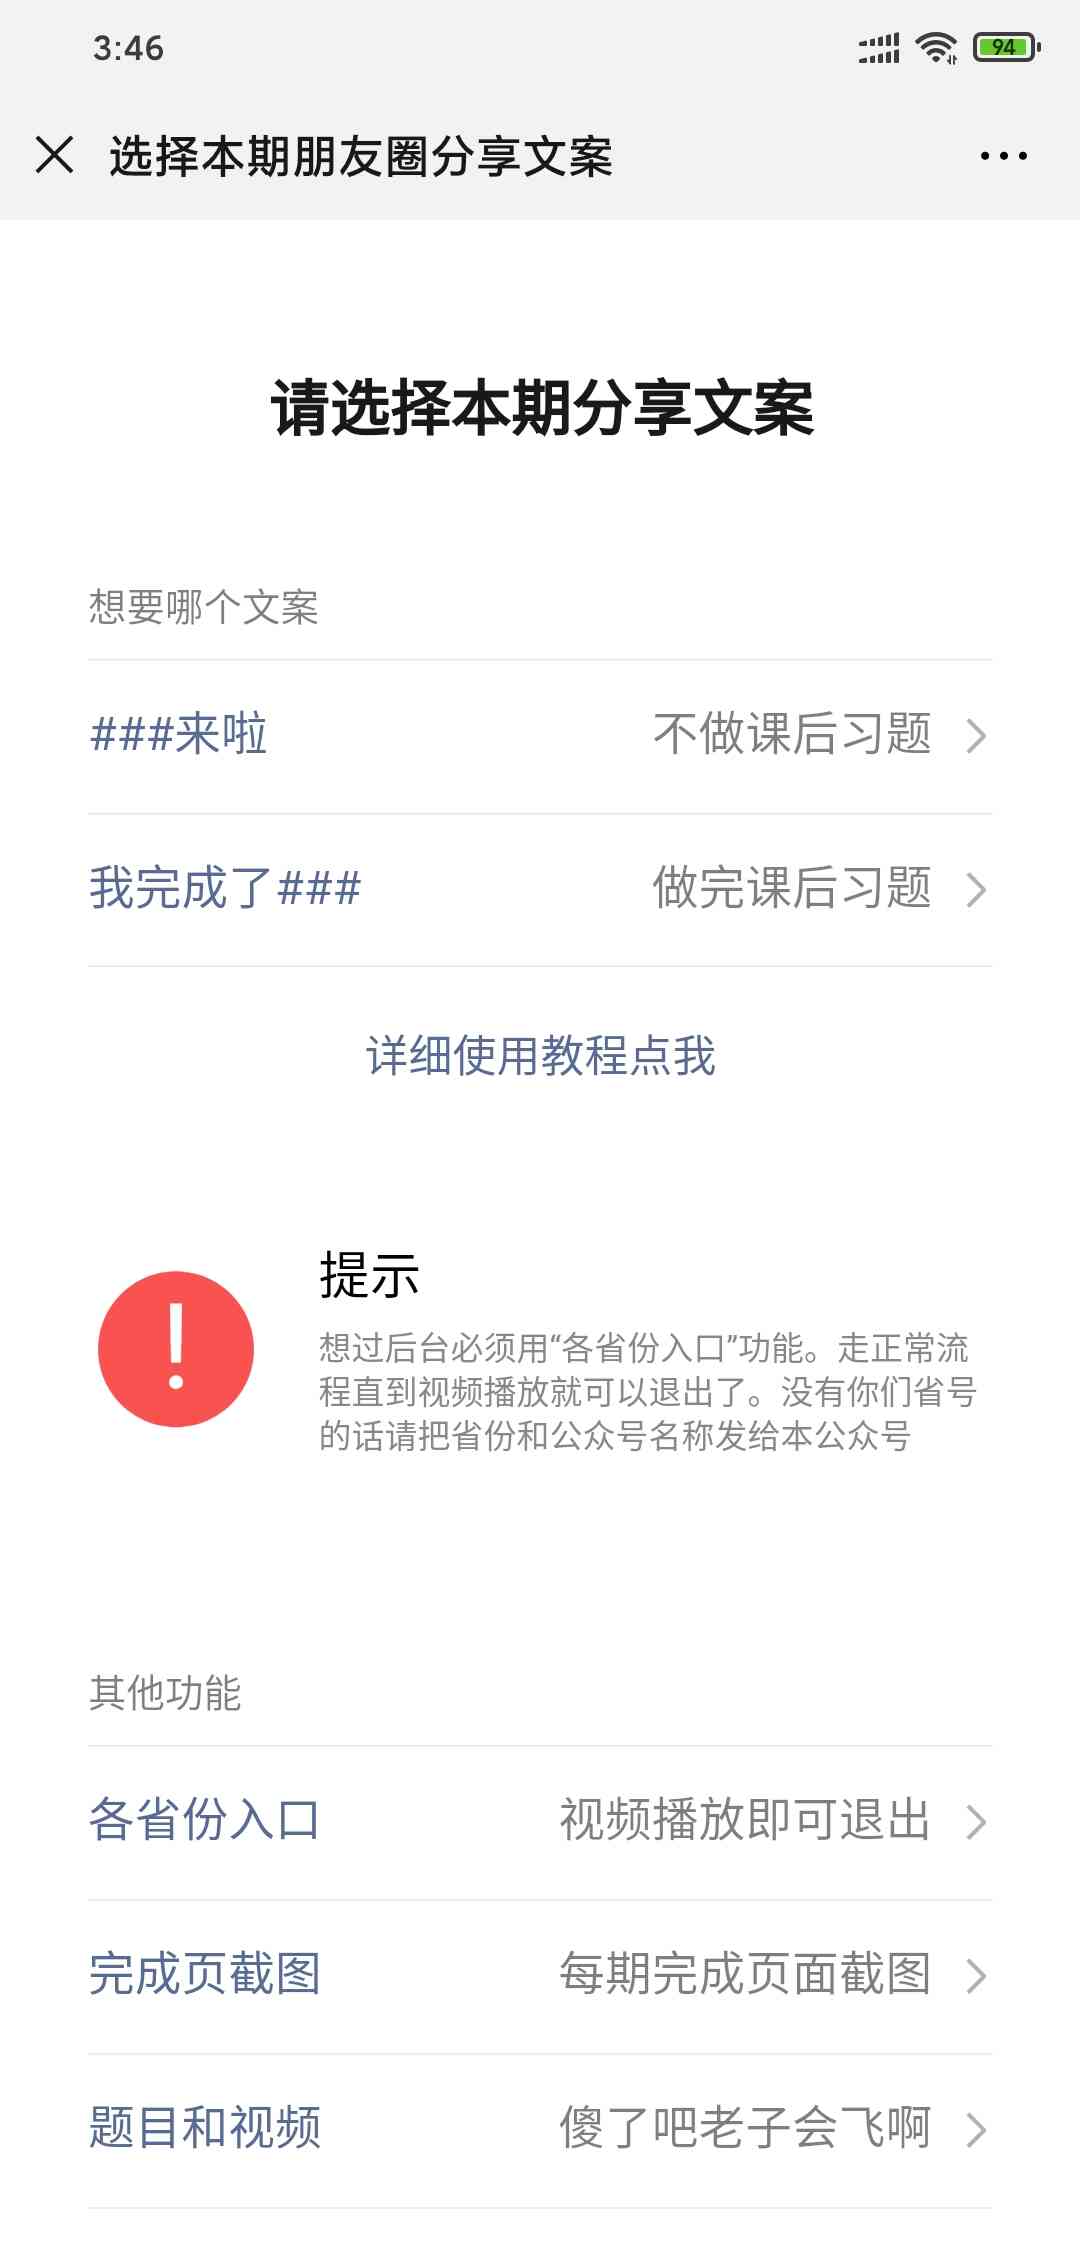 3:46
94
选择本期朋友圈分享文案
请选择本期分享文案
想要哪个文案
###来啦 不做课后习题
我完成了### 做完课后习题
详细使用教程点我
提示
想过后台必须用“各省份入口”功能。走正常流
程直到视频播放就可以退出了。没有你们省号
的话请把省份和公众号名称发给本公众号
其他功能
各省份入口 视频播放即可退出
完成页截图 每期完成页面截图
题目和视频 傻了吧老子会飞啊